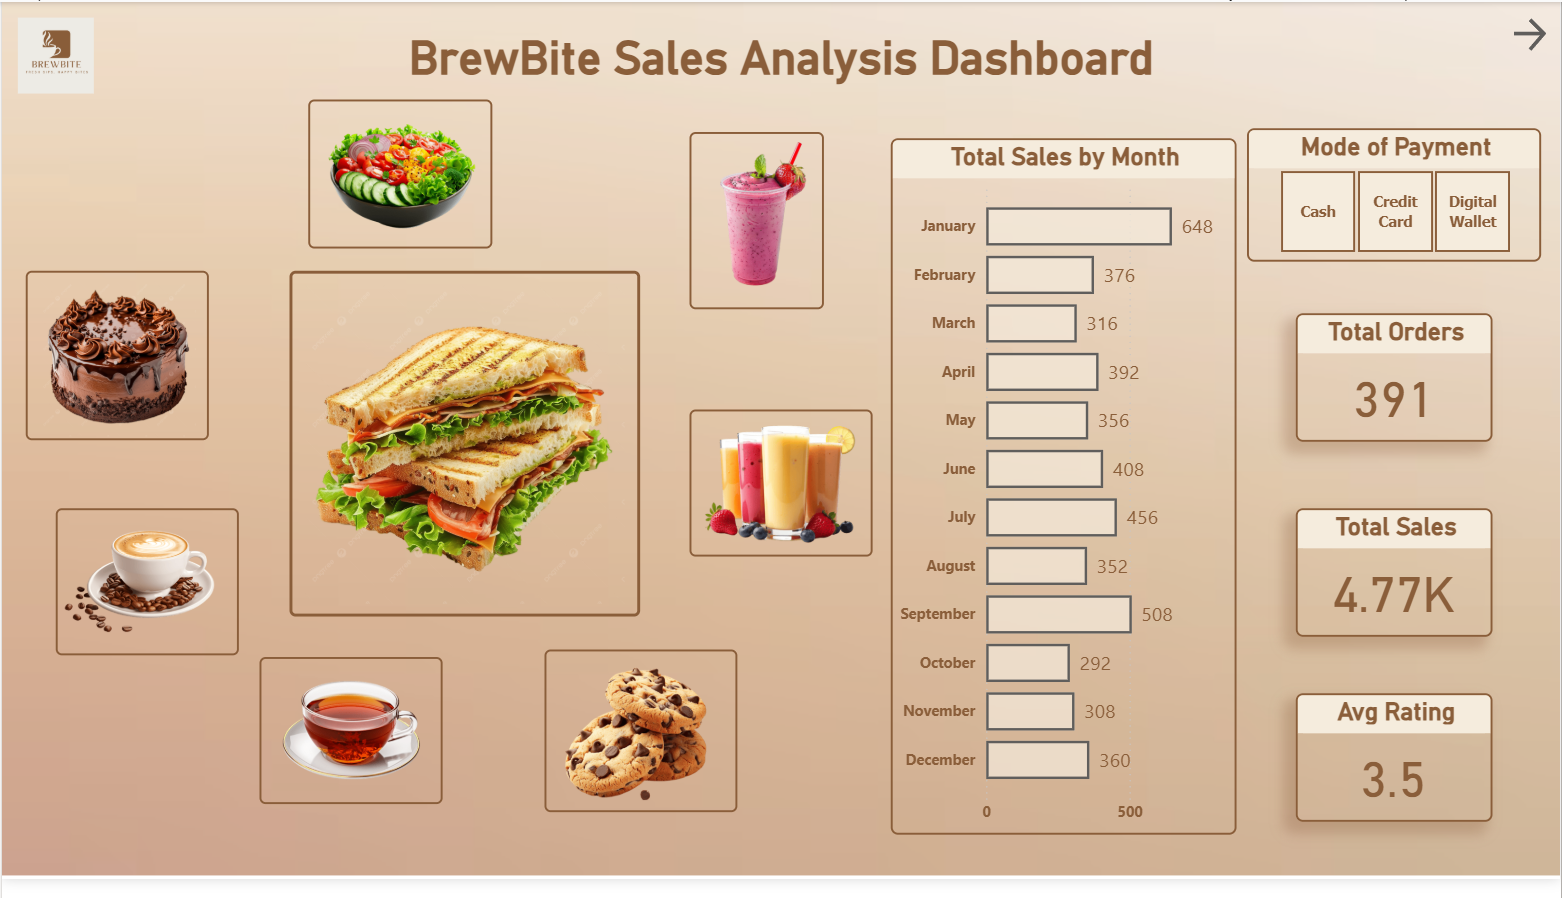 BREWBITE
BrewBite Sales Analysis Dashboard
Total Sales by Month
January 648
February 376
March 316
April 392
May 356
June 408
July 456
August 352
September 508
October 292
November 308
December 360
0 500
Mode of Payment
Cash
Credit
Card
Digital
Wallet
Total Orders
391
Total Sales
4.77K
Avg Rating
3.5